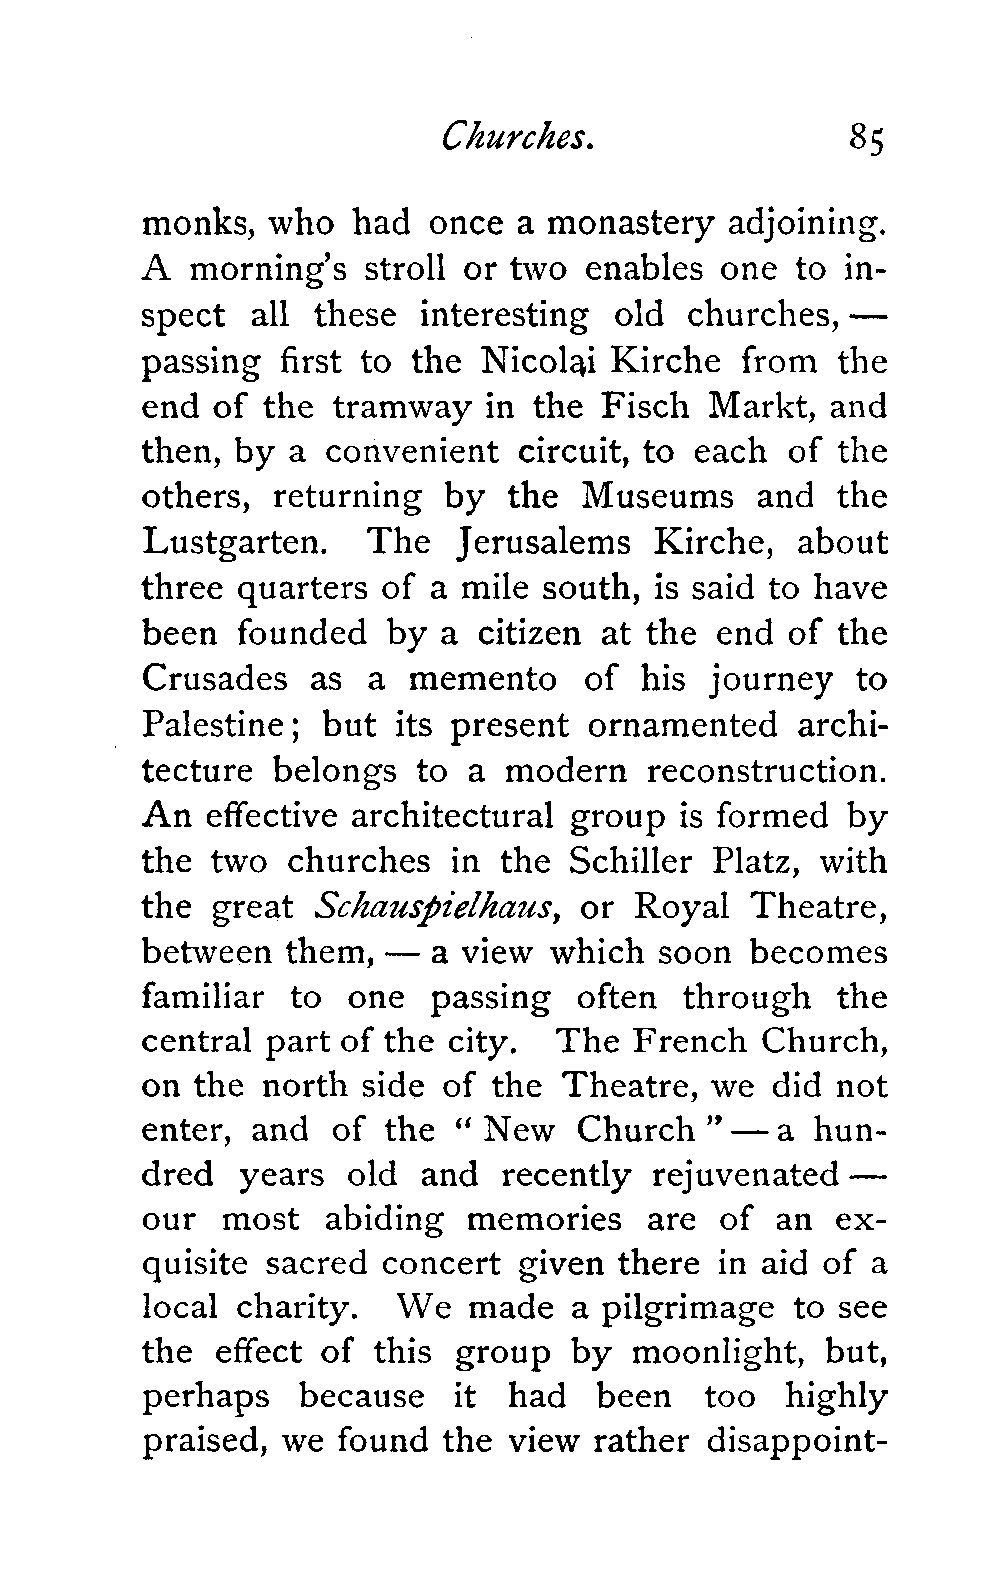 Churches. 85
monks, who had once a monastery adjoining.
A morning's stroll or two enables one to in-
spect all these interesting old churches, —
passing first to the Nicolai Kirche from the
end of the tramway in the Fisch Markt, and
then, by a convenient circuit, to each of the
others, returning by the Museums and the
Lustgarten. The Jerusalems Kirche, about
three quarters of a mile south, is said to have
been founded by a citizen at the end of the
Crusades as a memento of his journey to
Palestine; but its present ornamented archi-
tecture belongs to a modern reconstruction.
An effective architectural group is formed by
the two churches in the Schiller Platz, with
the great Schauspielhaus, or Royal Theatre,
between them, — a view which soon becomes
familiar to one passing often through the
central part of the city. The French Church,
on the north side of the Theatre, we did not
enter, and of the " New Church " — a hun-
dred years old and recently rejuvenated —
our most abiding memories are of an ex-
quisite sacred concert given there in aid of a
local charity. We made a pilgrimage to see
the effect of this group by moonlight, but,
perhaps because it had been too highly
praised, we found the view rather disappoint-